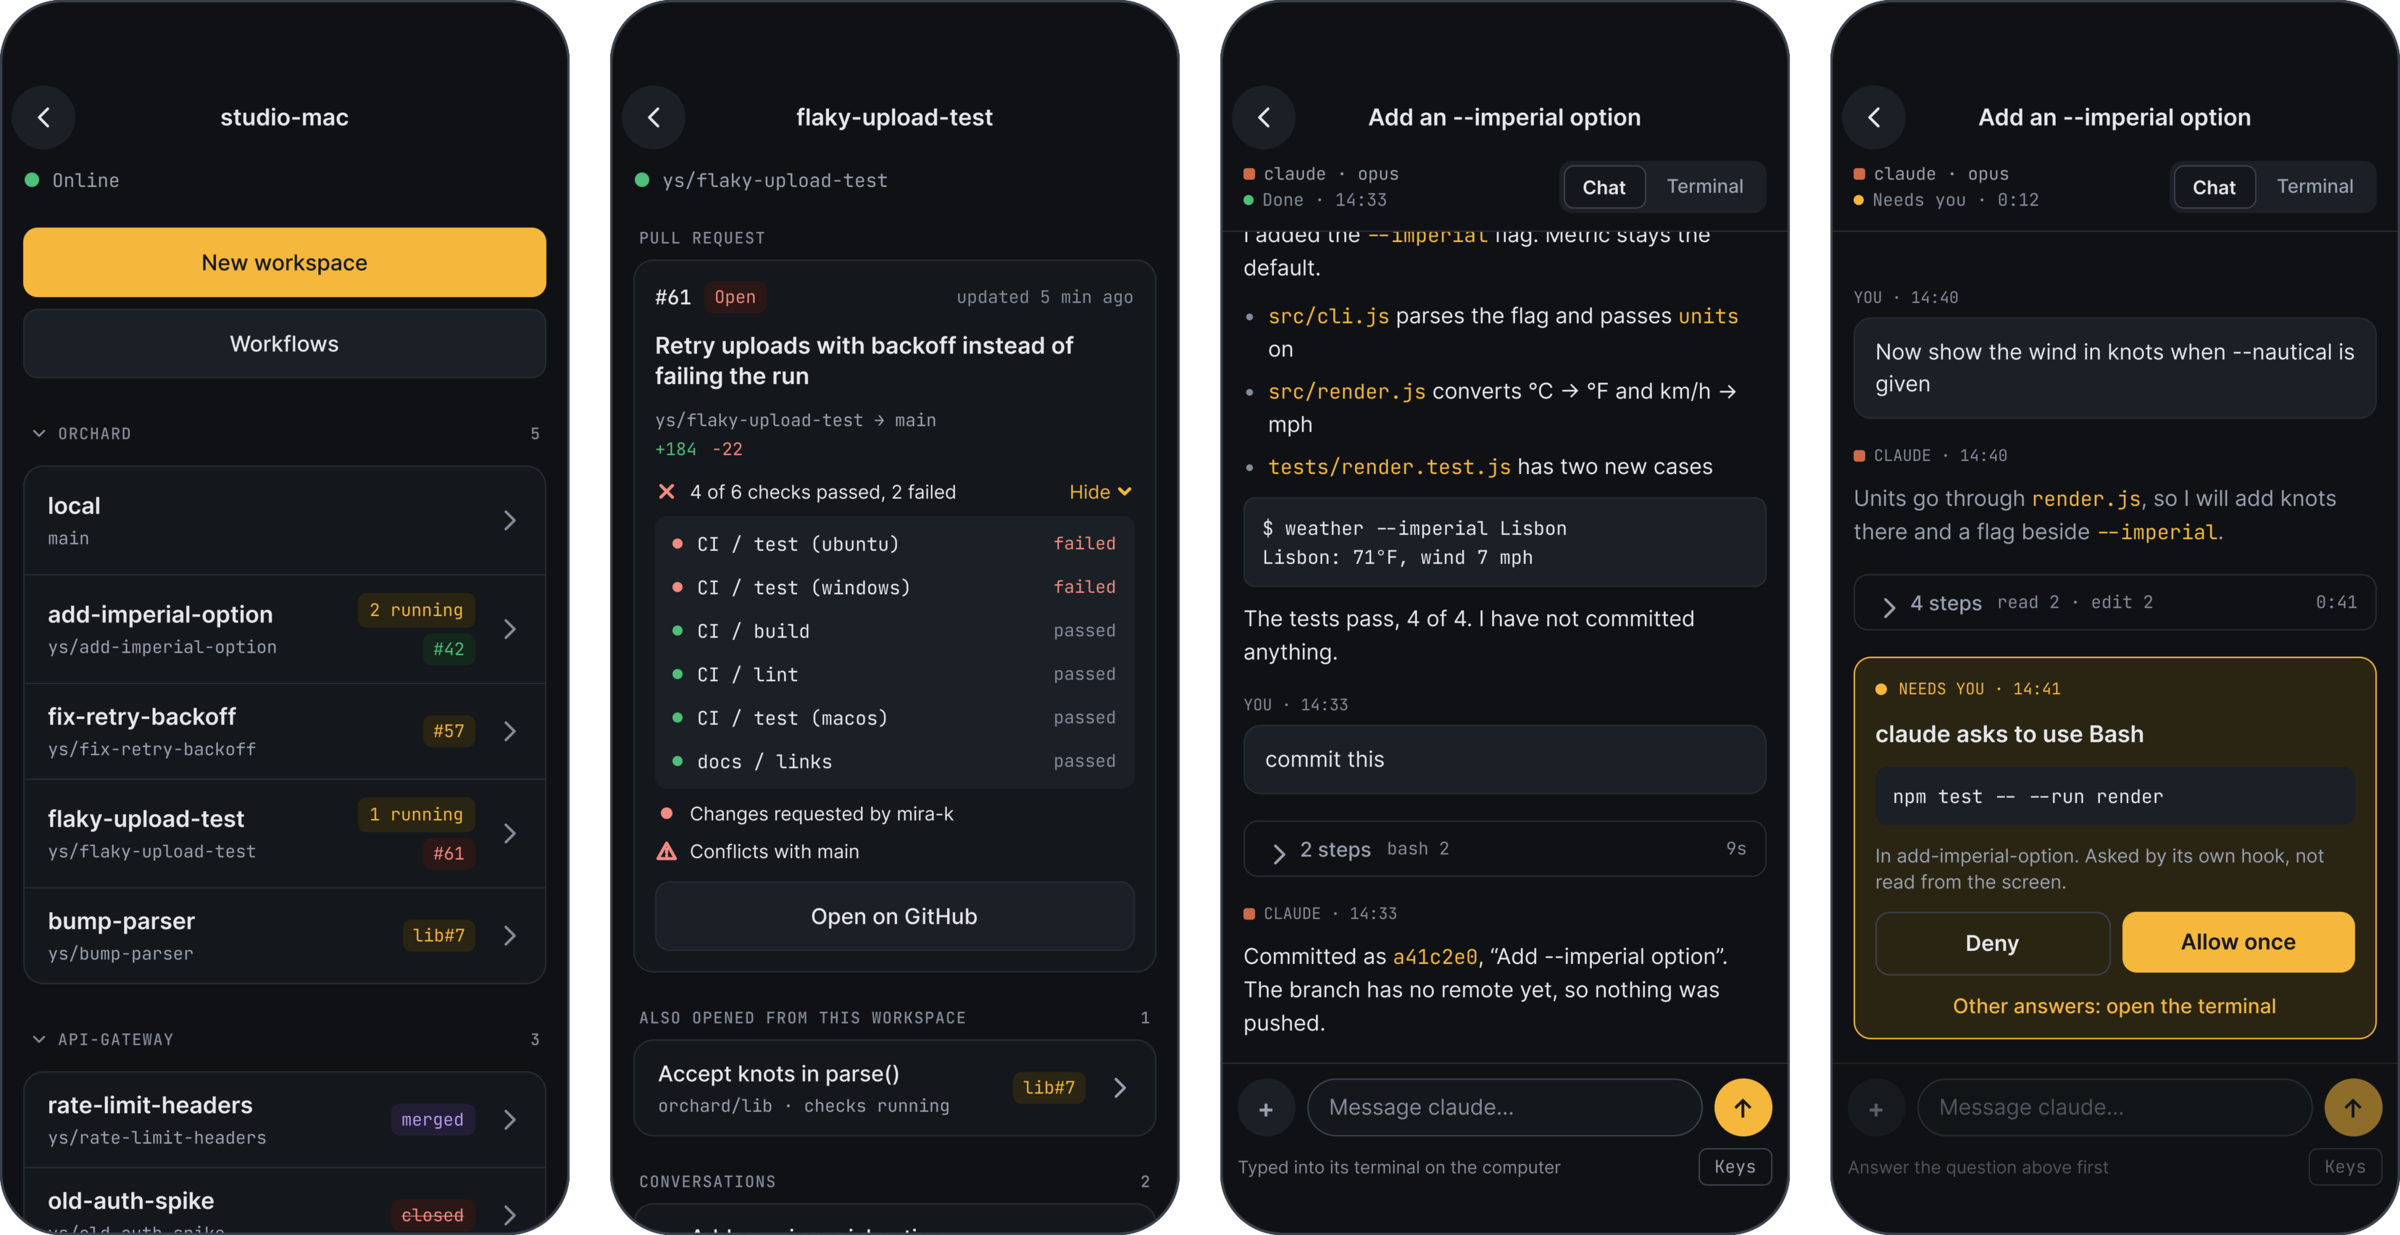 studio-mac
Online
New workspace
Workflows
ORCHARD 5
local
main
add-imperial-option 2 running
ys/add-imperial-option #42
fix-retry-backoff #57
ys/fix-retry-backoff
flaky-upload-test 1 running
ys/flaky-upload-test #61
bump-parser lib#7
ys/bump-parser
API-GATEWAY 3
rate-limit-headers merged
ys/rate-limit-headers
old-auth-spike closed
flaky-upload-test
ys/flaky-upload-test
PULL REQUEST
#61 Open updated 5 min ago
Retry uploads with backoff instead of
failing the run
ys/flaky-upload-test → main
+184 -22
4 of 6 checks passed, 2 failed Hide
CI / test (ubuntu) failed
CI / test (windows) failed
CI / build passed
CI / lint passed
CI / test (macos) passed
docs / links passed
Changes requested by mira-k
Conflicts with main
Open on GitHub
ALSO OPENED FROM THIS WORKSPACE 1
Accept knots in parse() lib#7
orchard/lib · checks running
CONVERSATIONS 2
Add an --imperial option
claude · opus
Done · 14:33
Chat Terminal
I added the --imperial flag. Metric stays the
default.
• src/cli.js parses the flag and passes units
on
• src/render.js converts °C → °F and km/h →
mph
• tests/render.test.js has two new cases
$ weather --imperial Lisbon
Lisbon: 71°F, wind 7 mph
The tests pass, 4 of 4. I have not committed
anything.
YOU · 14:33
commit this
2 steps bash 2 9s
CLAUDE · 14:33
Committed as a41c2e0, “Add --imperial option”.
The branch has no remote yet, so nothing was
pushed.
+ Message claude...
Typed into its terminal on the computer Keys
Add an --imperial option
claude · opus
Needs you · 0:12
Chat Terminal
YOU · 14:40
Now show the wind in knots when --nautical is
given
CLAUDE · 14:40
Units go through render.js, so I will add knots
there and a flag beside --imperial.
4 steps read 2 · edit 2 0:41
NEEDS YOU · 14:41
claude asks to use Bash
npm test -- --run render
In add-imperial-option. Asked by its own hook, not
read from the screen.
Deny Allow once
Other answers: open the terminal
+ Message claude...
Answer the question above first Keys